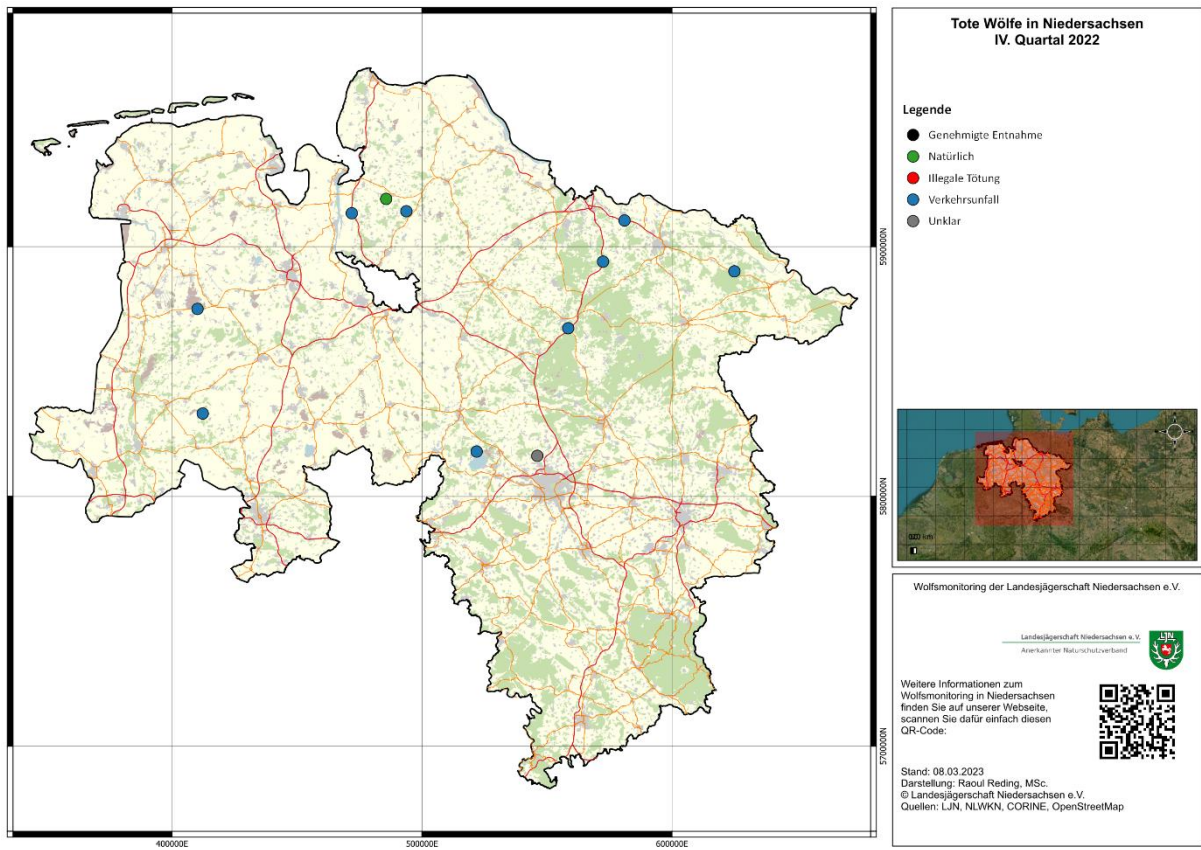 Tote Wölfe in Niedersachsen
IV. Quartal 2022
Legende
Genehmigte Entnahme
Natürlich
Illegale Tötung
Verkehrsunfall
Unklar
5900000N
5800000N
5700000N
400000E
500000E
600000E
Wolfsmonitoring der Landesjägerschaft Niedersachsen e.V.
Landesjägerschaft Niedersachsen e. V.
Anerkannter Naturschutzverband
LJN
Weitere Informationen zum
Wolfsmonitoring in Niedersachsen
finden Sie auf unserer Webseite,
scannen Sie dafür einfach diesen
QR-Code:
Stand: 08.03.2023
Darstellung: Raoul Reding, MSc.
© Landesjägerschaft Niedersachsen e.V.
Quellen: LJN, NLWKN, CORINE, OpenStreetMap